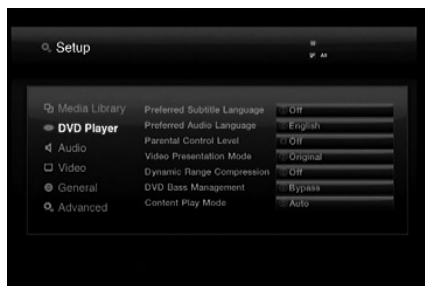 Setup
Media Library
DVD Player
Audio
Video
General
Advanced
Preferred Subtitle Language Off
Preferred Audio Language English
Parental Control Level Off
Video Presentation Mode Original
Dynamic Range Compression Off
DVD Bass Management Bypass
Content Play Mode Auto